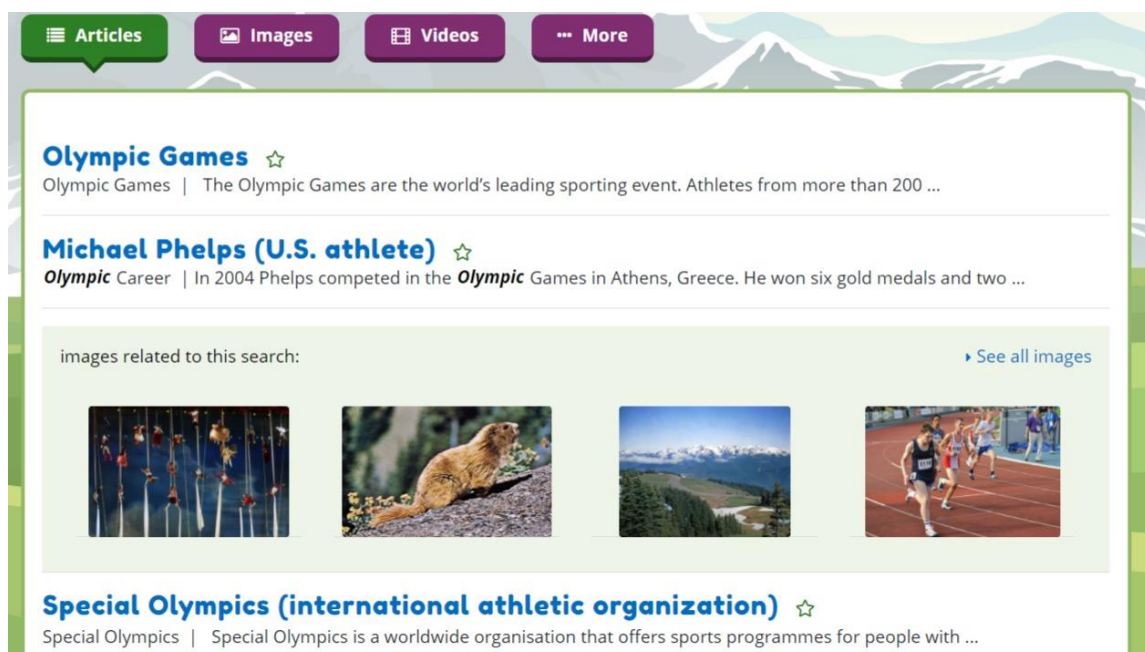 Articles
Images
Videos
More
Olympic Games
Olympic Games | The Olympic Games are the world’s leading sporting event. Athletes from more than 200 ...
Michael Phelps (U.S. athlete)
Olympic Career | In 2004 Phelps competed in the Olympic Games in Athens, Greece. He won six gold medals and two ...
images related to this search:
See all images
Special Olympics (international athletic organization)
Special Olympics | Special Olympics is a worldwide organisation that offers sports programmes for people with ...